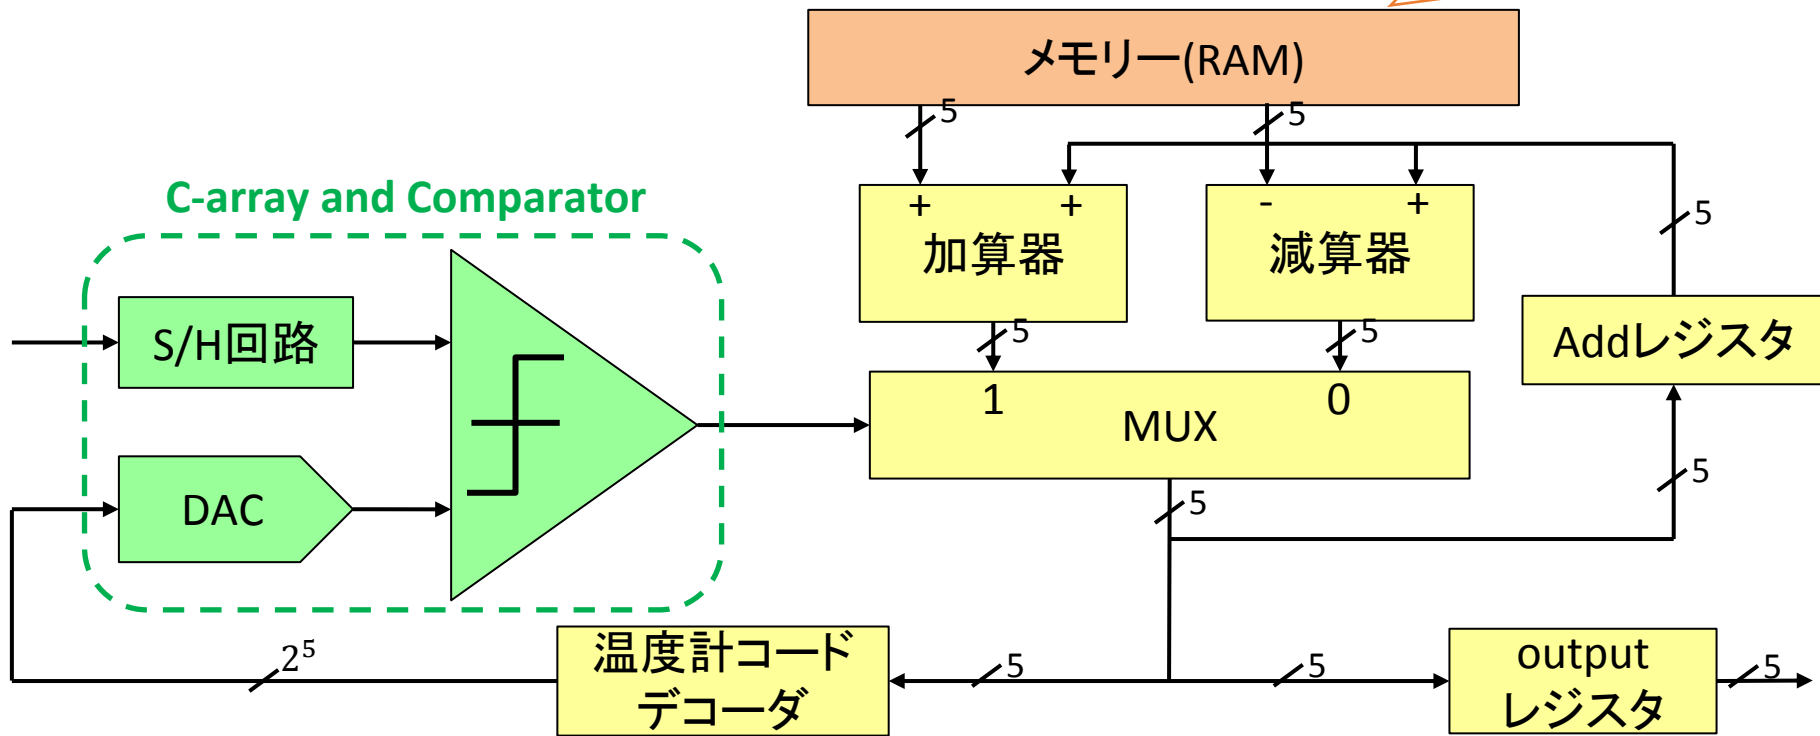 メモリー(RAM)
5
5
C-array and Comparator
+
+
-
+
加算器
減算器
5
S/H回路
5
5
Addレジスタ
1
0
MUX
DAC
5
5
2⁵
温度計コード
デコーダ
5
5
output
レジスタ
5